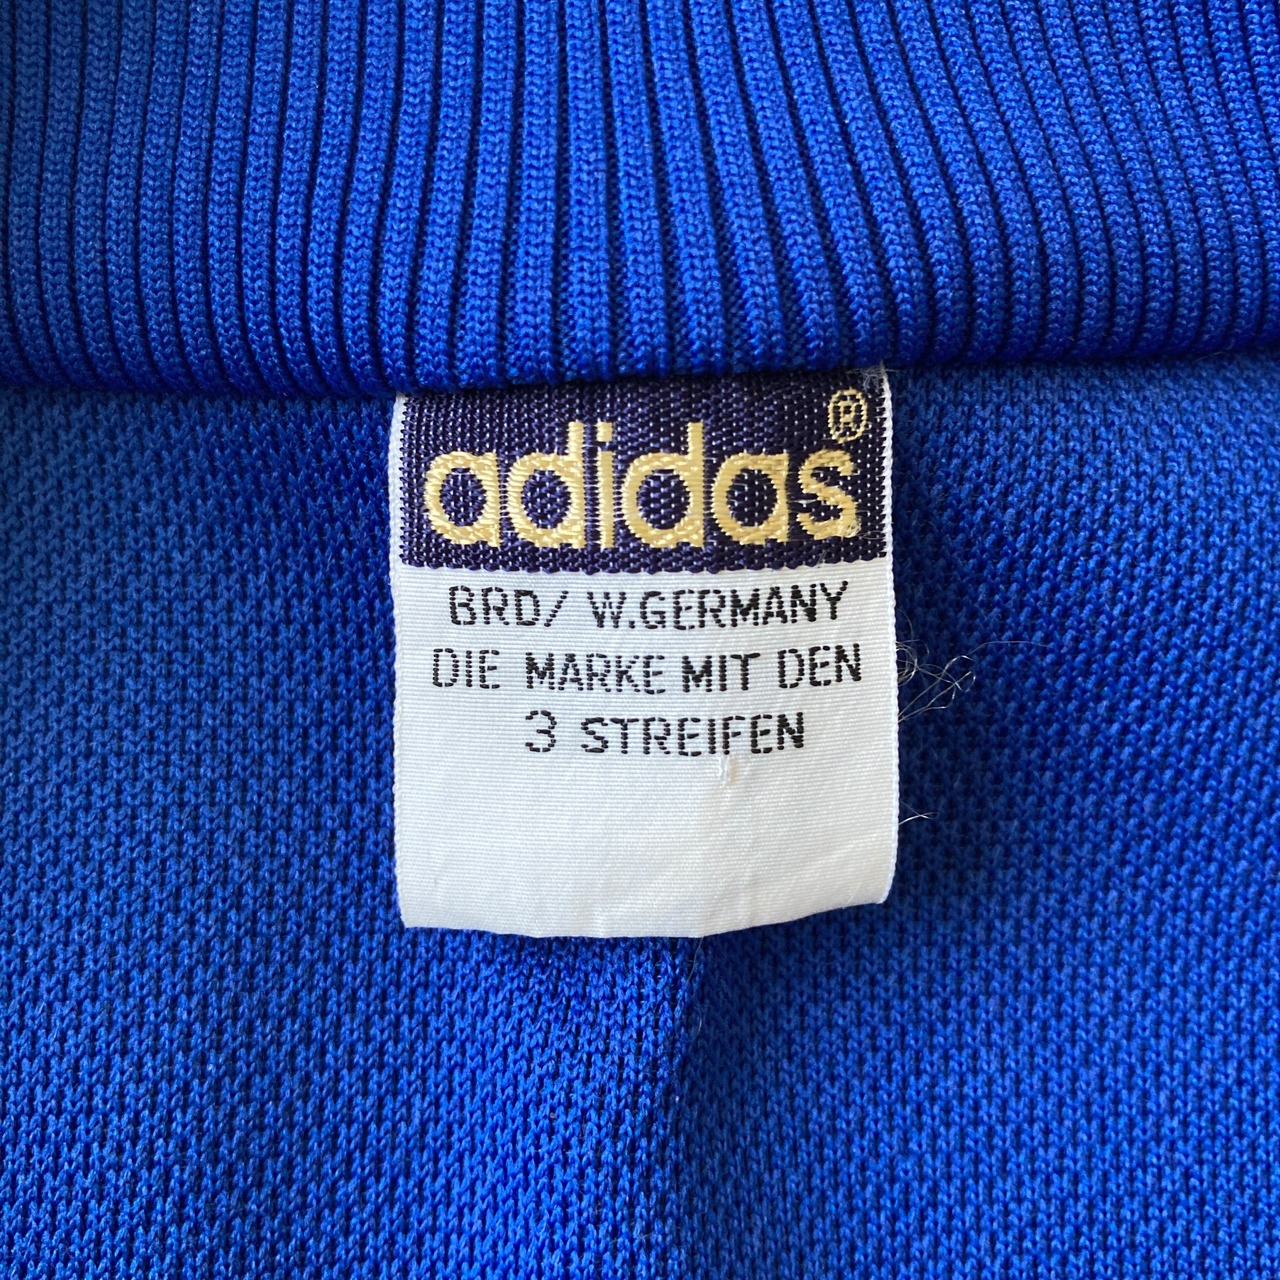 adidas®
BRD/ W.GERMANY
DIE MARKE MIT DEN
3 STREIFEN